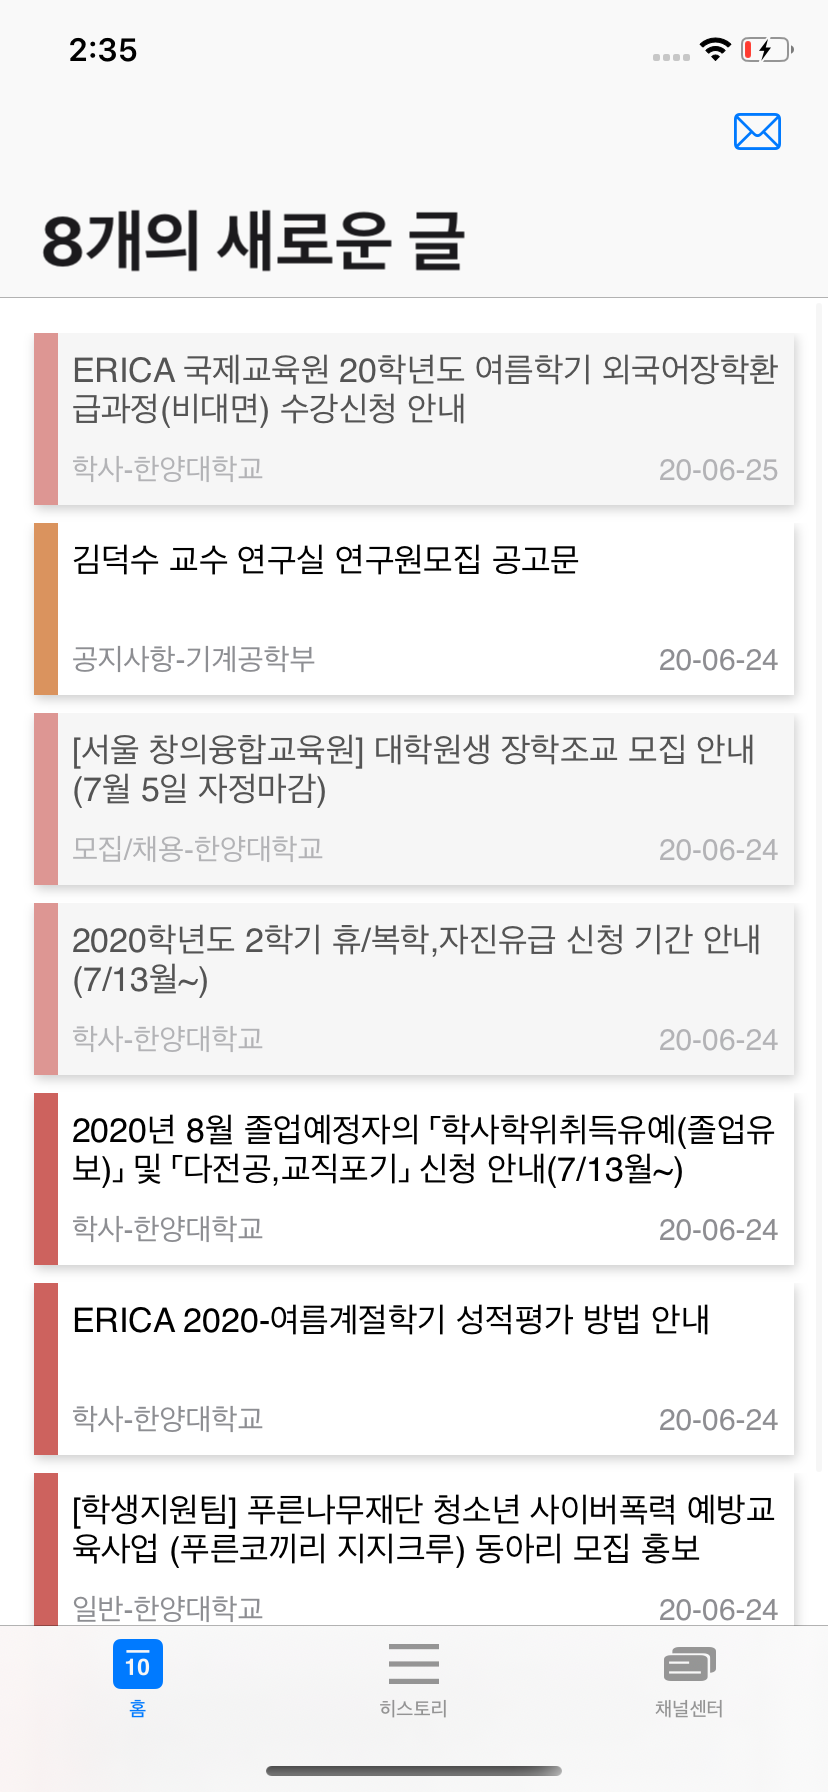 2:35
8개의 새로운 글
ERICA 국제교육원 20학년도 여름학기 외국어장학환
급과정(비대면) 수강신청 안내
학사-한양대학교 20-06-25
김덕수 교수 연구실 연구원모집 공고문
공지사항-기계공학부 20-06-24
[서울 창의융합교육원] 대학원생 장학조교 모집 안내
(7월 5일 자정마감)
모집/채용-한양대학교 20-06-24
2020학년도 2학기 휴/복학,자진유급 신청 기간 안내
(7/13월~)
학사-한양대학교 20-06-24
2020년 8월 졸업예정자의 ｢학사학위취득유예(졸업유
보)｣ 및 ｢다전공,교직포기｣ 신청 안내(7/13월~)
학사-한양대학교 20-06-24
ERICA 2020-여름계절학기 성적평가 방법 안내
학사-한양대학교 20-06-24
[학생지원팀] 푸른나무재단 청소년 사이버폭력 예방교
육사업 (푸른코끼리 지지크루) 동아리 모집 홍보
일반-한양대학교 20-06-24
10
홈 히스토리 채널센터